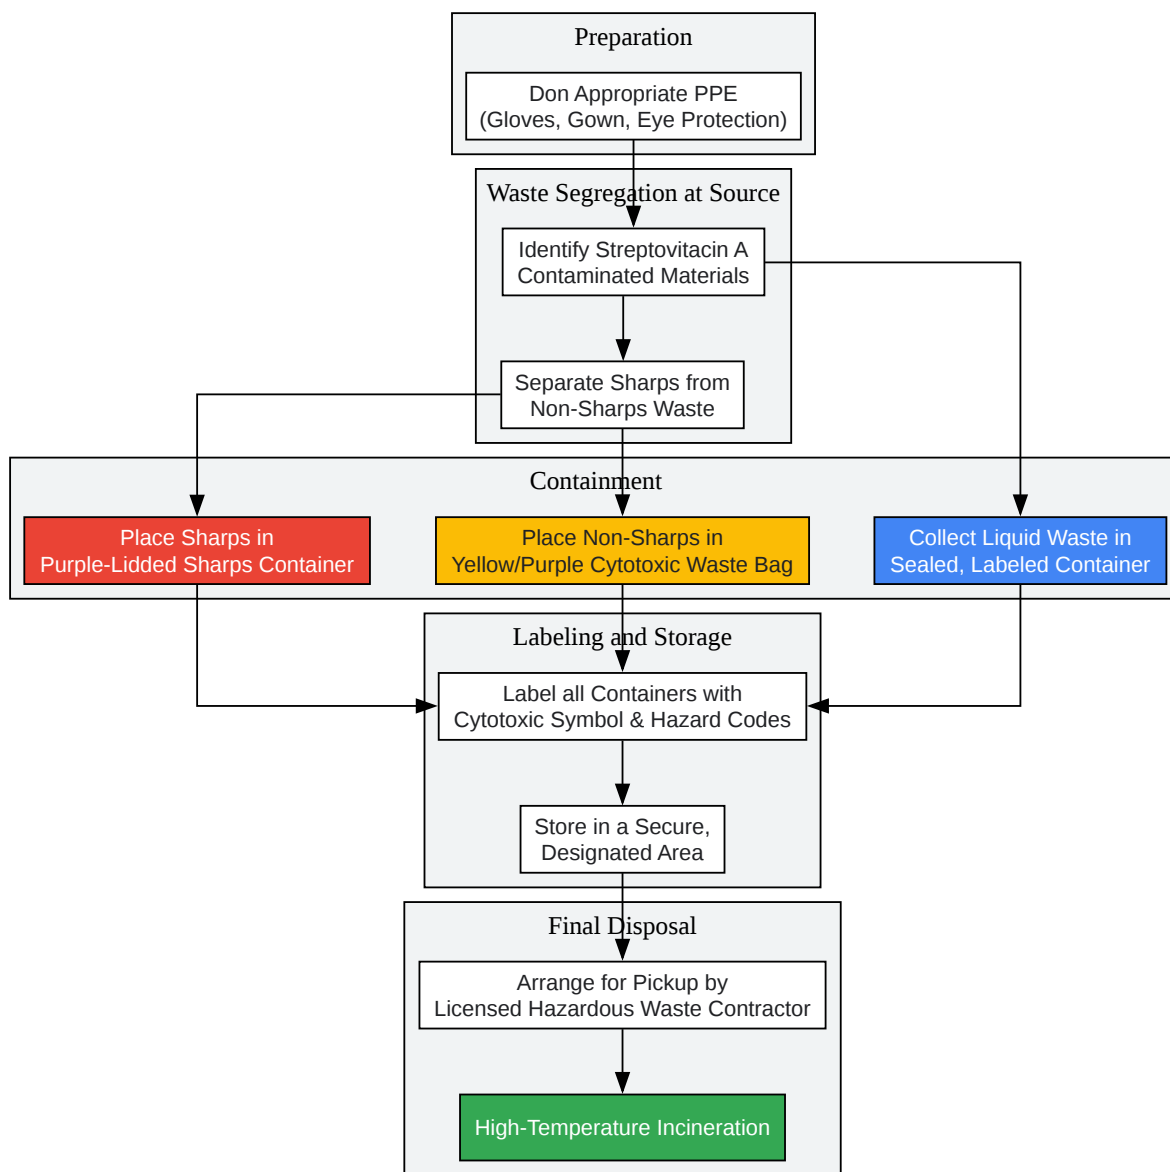 Preparation
Don Appropriate PPE
(Gloves, Gown, Eye Protection)
Waste Segregation at Source
Identify Streptovitacin A
Contaminated Materials
Separate Sharps from
Non-Sharps Waste
Containment
Place Sharps in
Purple-Lidded Sharps Container
Place Non-Sharps in
Yellow/Purple Cytotoxic Waste Bag
Collect Liquid Waste in
Sealed, Labeled Container
Labeling and Storage
Label all Containers with
Cytotoxic Symbol & Hazard Codes
Store in a Secure,
Designated Area
Final Disposal
Arrange for Pickup by
Licensed Hazardous Waste Contractor
High-Temperature Incineration